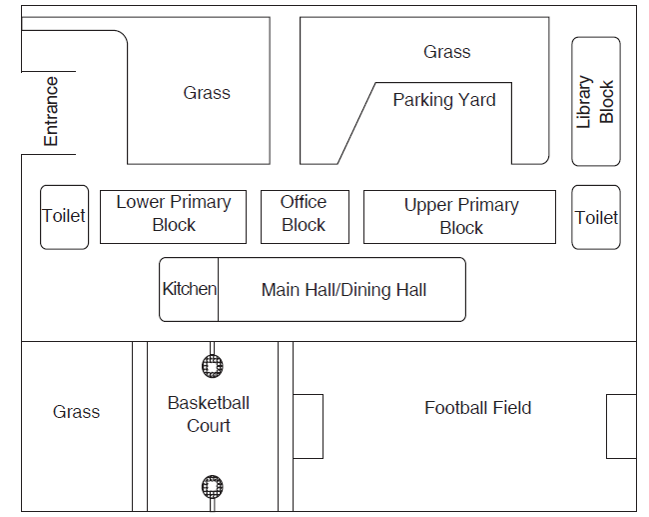 Grass
Parking Yard
Library
Block
Entrance
Grass
Toilet
Lower Primary
Block
Office
Block
Upper Primary
Block
Toilet
Kitchen
Main Hall/Dining Hall
Grass
Basketball
Court
Football Field